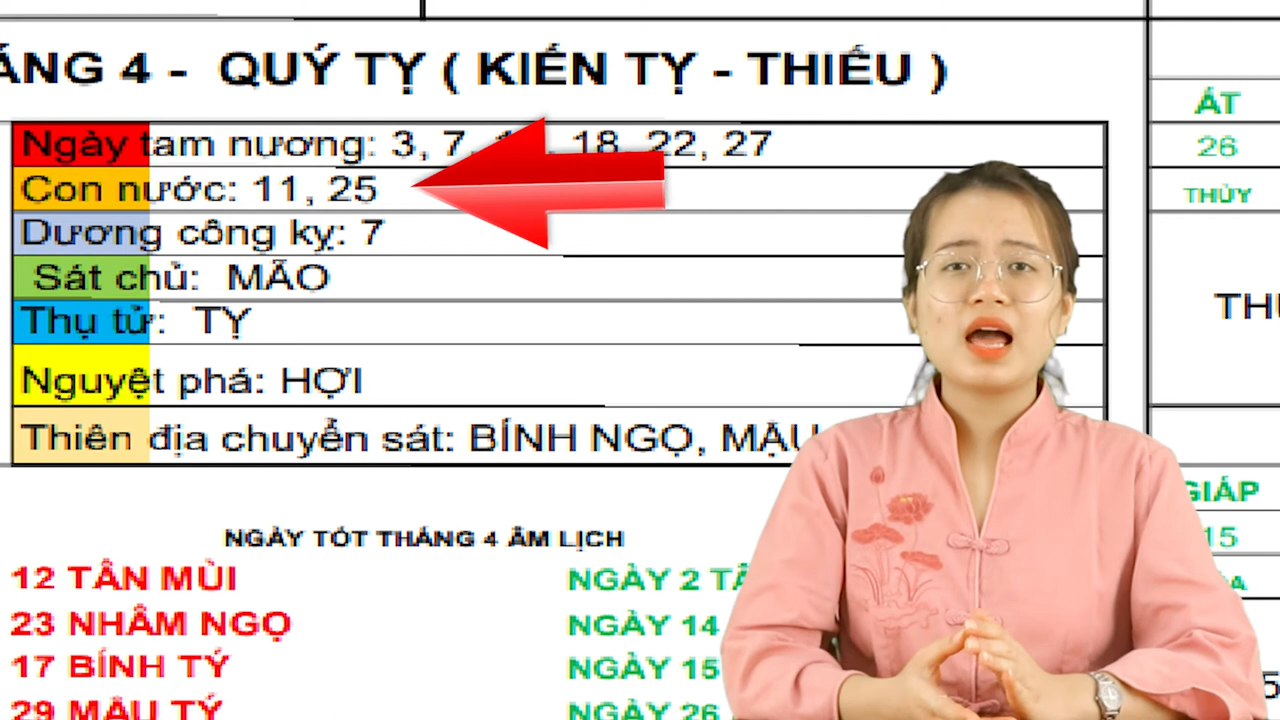 ÁNG 4 - QUÝ TỴ ( KIẾN TỴ - THIẾU )
Ngày tam nương: 3, 7, 18, 22, 27
Con nước: 11, 25
Dương công kỵ: 7
Sát chủ: MÃO
Thụ tử: TỴ
Nguyệt phá: HỢI
Thiên địa chuyển sát: BÍNH NGỌ, MẬU
NGÀY TÓT THÁNG 4 ÂM LỊCH
12 TÂN MÙI
23 NHÂM NGỌ
17 BÍNH TÝ
29 MẬU TÝ
NGÀY 2
NGÀY 14
NGÀY 15
NGÀY 26
ẤT
26
THỦY
GIÁP
15